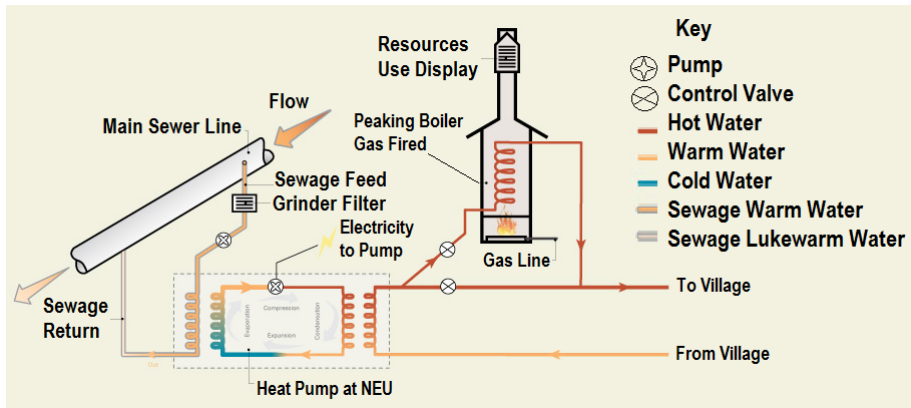 Resources
Use Display
Key
Pump
Control Valve
Hot Water
Warm Water
Cold Water
Sewage Warm Water
Sewage Lukewarm Water
Flow
Main Sewer Line
Peaking Boiler
Gas Fired
Sewage Feed
Grinder Filter
Electricity
to Pump
Gas Line
To Village
Sewage
Return
Compression
Evaporation
Condensation
Expansion
From Village
Out
Heat Pump at NEU